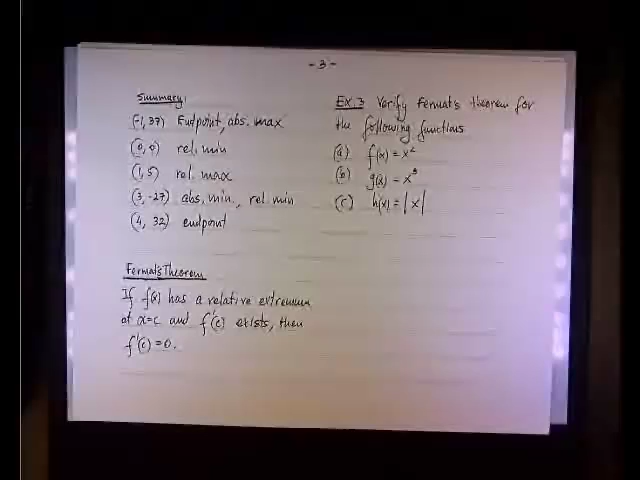 - 3 -
Summary:
(-1, 37) Endpoint, abs. max
(0, 0) rel. min
(1, 5) rel. max
(3, -27) abs. min., rel. min
(4, 32) endpoint
Fermat's Theorem
If f(x) has a relative extremum
at x=c and f'(c) exists, then
f'(c) = 0.
Ex. 3 Verify Fermat's theorem for
the following functions
(a) f(x) = x²
(b) g(x) = x³
(c) h(x) = |x|